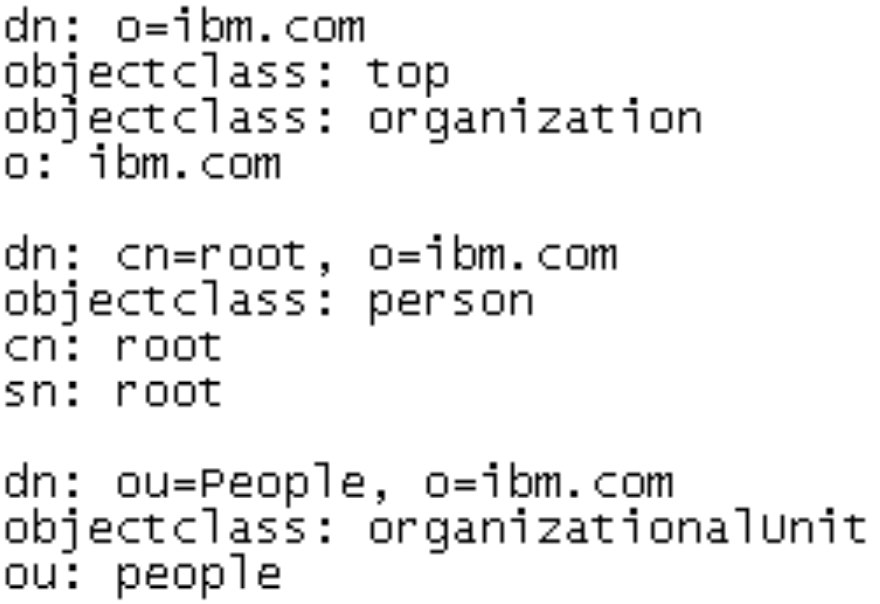 dn: o=ibm.com
objectclass: top
objectclass: organization
o: ibm.com
dn: cn=root, o=ibm.com
objectclass: person
cn: root
sn: root
dn: ou=People, o=ibm.com
objectclass: organizationalUnit
ou: people